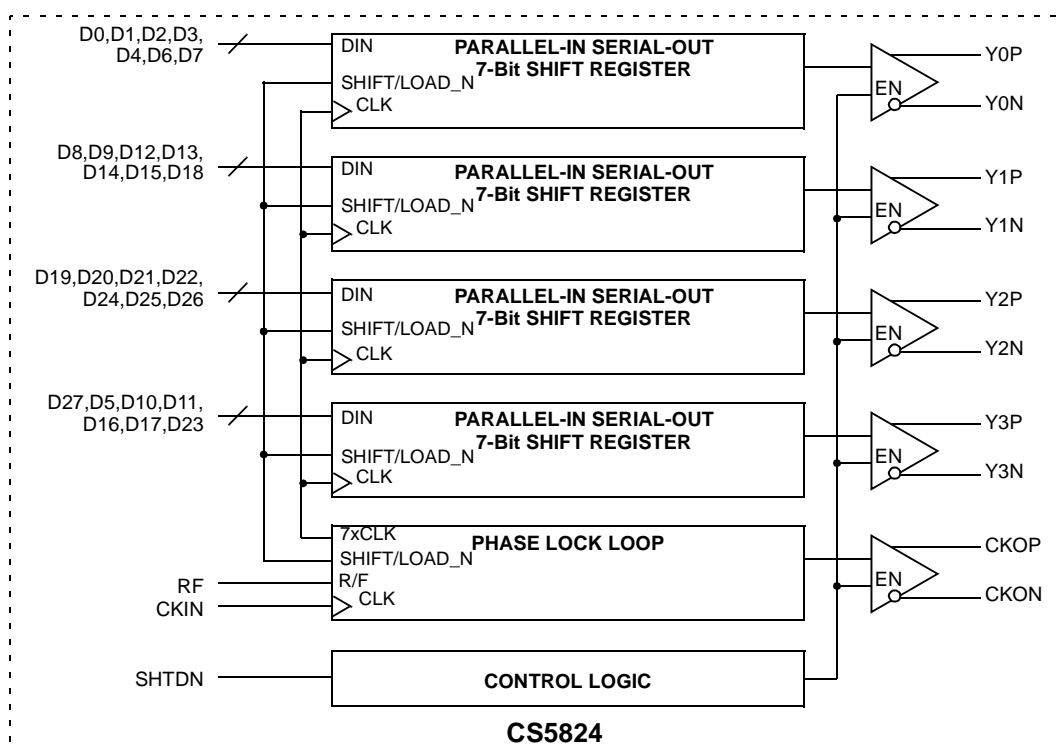 D0,D1,D2,D3,
D4,D6,D7
DIN
PARALLEL-IN SERIAL-OUT
7-Bit SHIFT REGISTER
SHIFT/LOAD_N
CLK
EN
Y0P
Y0N
D8,D9,D12,D13,
D14,D15,D18
DIN
PARALLEL-IN SERIAL-OUT
7-Bit SHIFT REGISTER
SHIFT/LOAD_N
CLK
EN
Y1P
Y1N
D19,D20,D21,D22,
D24,D25,D26
DIN
PARALLEL-IN SERIAL-OUT
7-Bit SHIFT REGISTER
SHIFT/LOAD_N
CLK
EN
Y2P
Y2N
D27,D5,D10,D11,
D16,D17,D23
DIN
PARALLEL-IN SERIAL-OUT
7-Bit SHIFT REGISTER
SHIFT/LOAD_N
CLK
EN
Y3P
Y3N
7xCLK
PHASE LOCK LOOP
SHIFT/LOAD_N
RF
R/F
CKIN
CLK
EN
CKOP
CKON
SHTDN
CONTROL LOGIC
CS5824